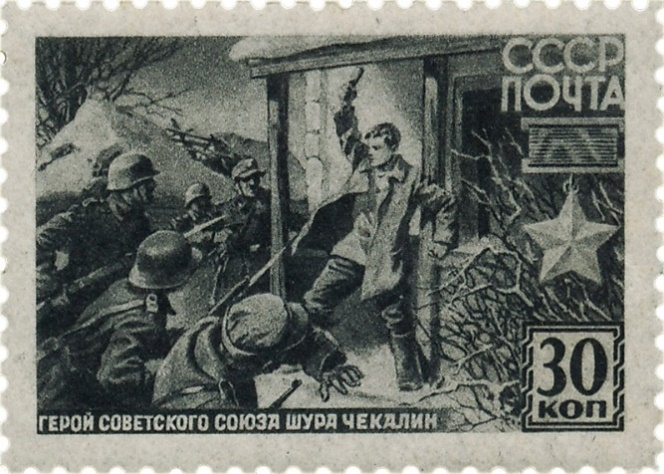 СССР
ПОЧТА
30
КОП
ГЕРОЙ СОВЕТСКОГО СОЮЗА ШУРА ЧЕКАЛИН